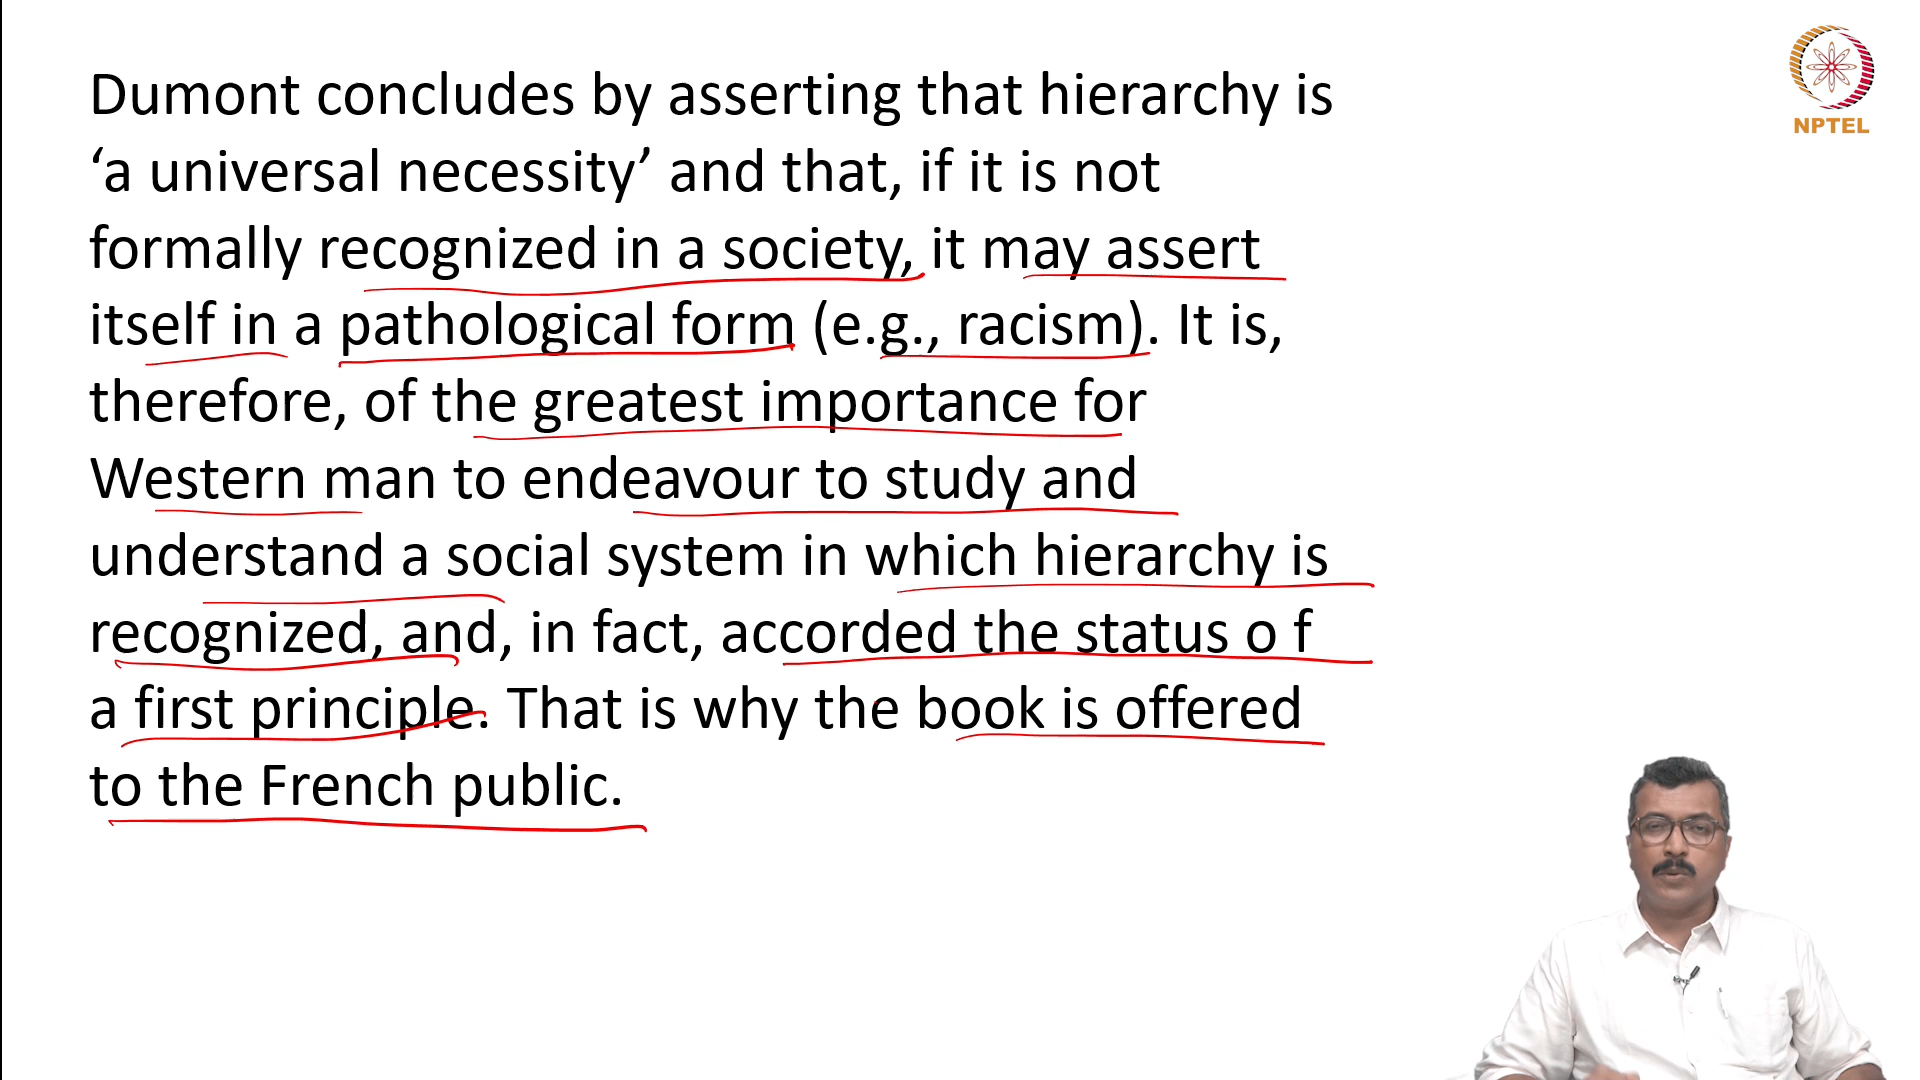 Dumont concludes by asserting that hierarchy is
‘a universal necessity’ and that, if it is not
formally recognized in a society, it may assert
itself in a pathological form (e.g., racism). It is,
therefore, of the greatest importance for
Western man to endeavour to study and
understand a social system in which hierarchy is
recognized, and, in fact, accorded the status o f
a first principle. That is why the book is offered
to the French public.
NPTEL